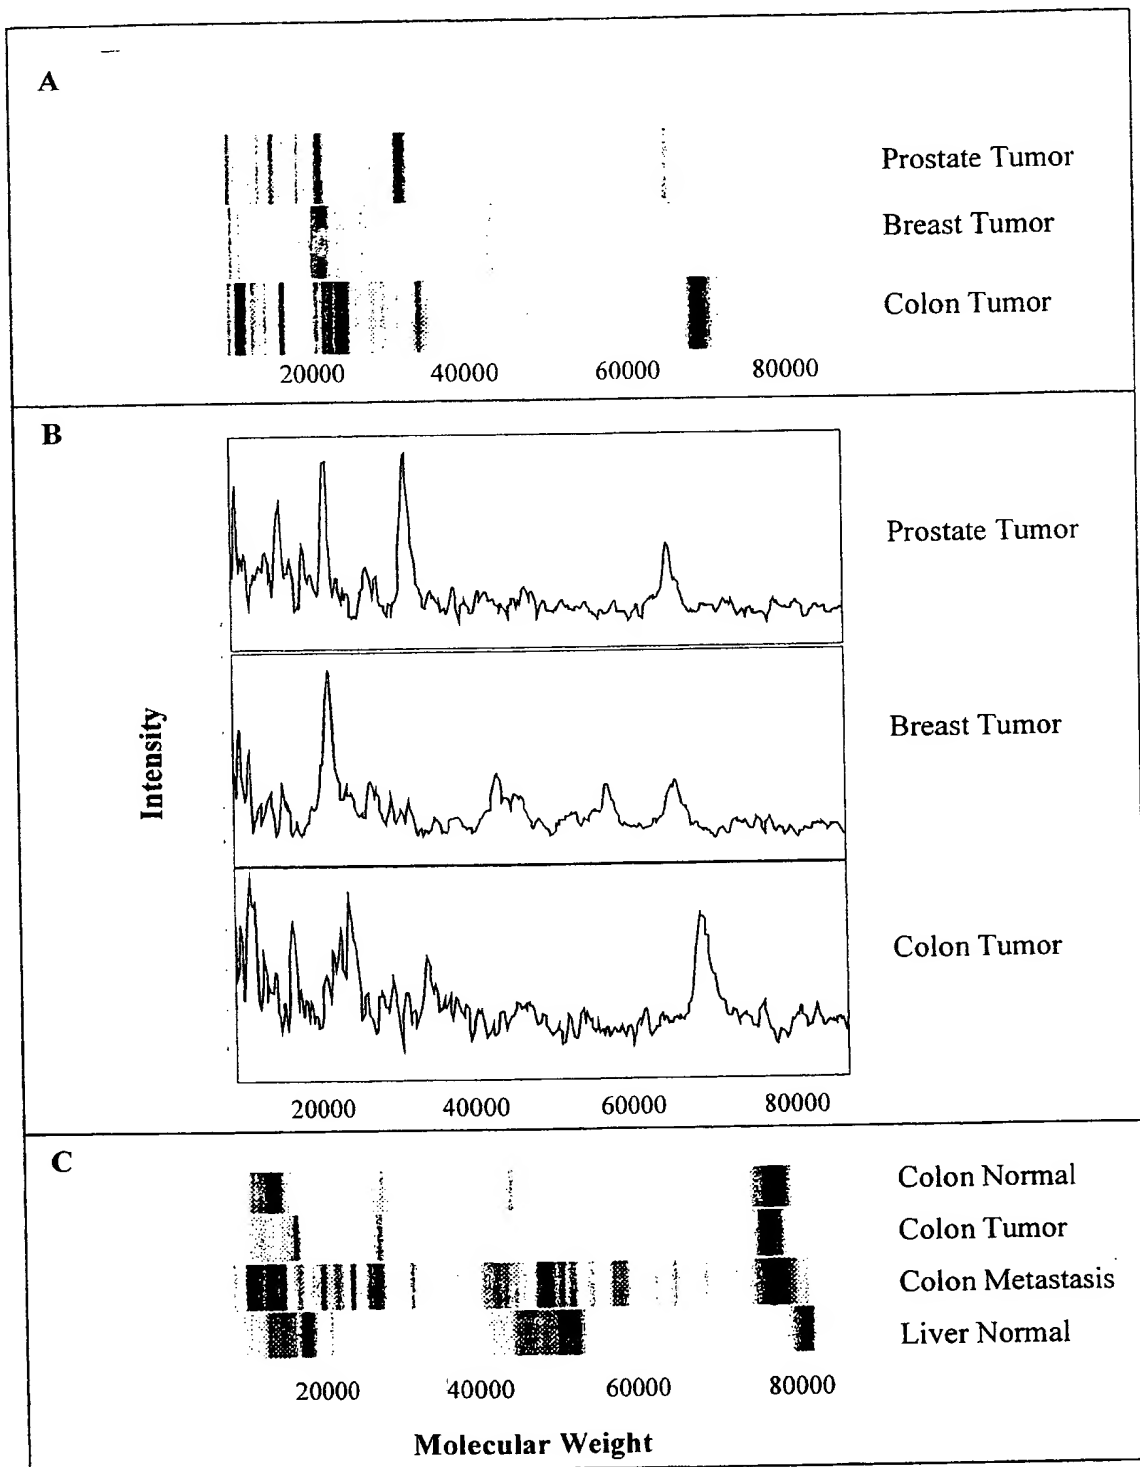 A
Prostate Tumor
Breast Tumor
Colon Tumor
20000 40000 60000 80000
B
Prostate Tumor
Breast Tumor
Intensity
Colon Tumor
20000 40000 60000 80000
C
Colon Normal
Colon Tumor
Colon Metastasis
Liver Normal
20000 40000 60000 80000
Molecular Weight